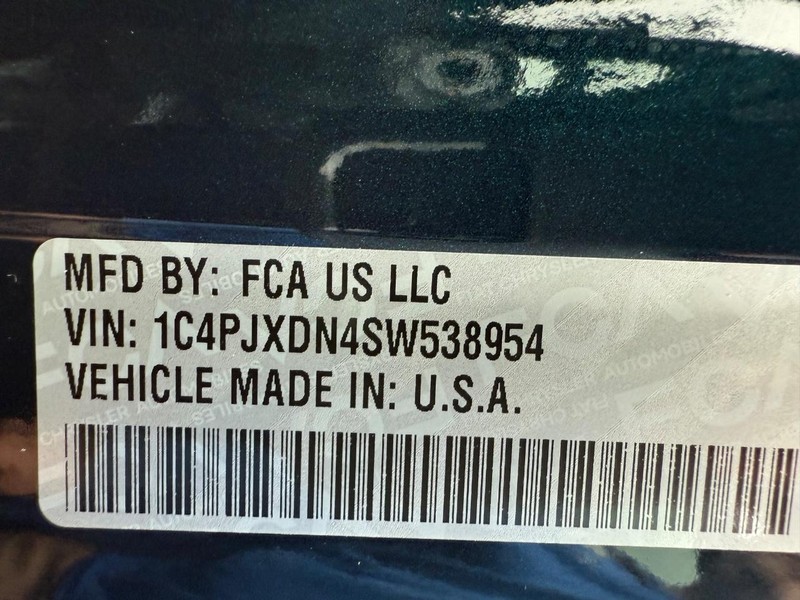 MFD BY: FCA US LLC
VIN: 1C4PJXDN4SW538954
VEHICLE MADE IN: U.S.A.